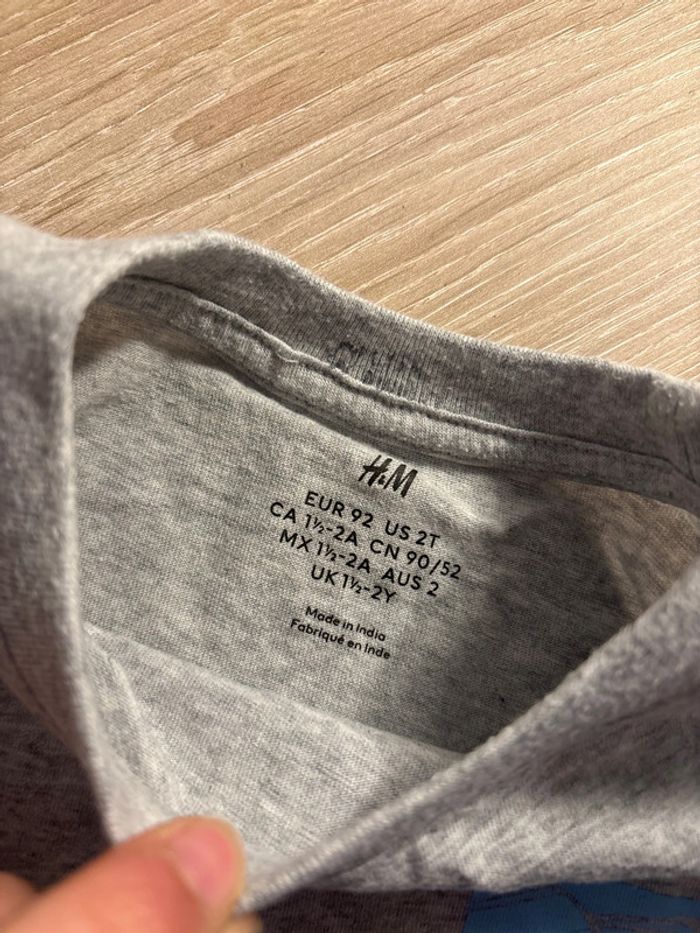 H&M
EUR 92 US 2T
CA 1½-2A CN 90/52
MX 1½-2A AUS 2
UK 1½-2Y
Made in India
Fabriqué en Inde